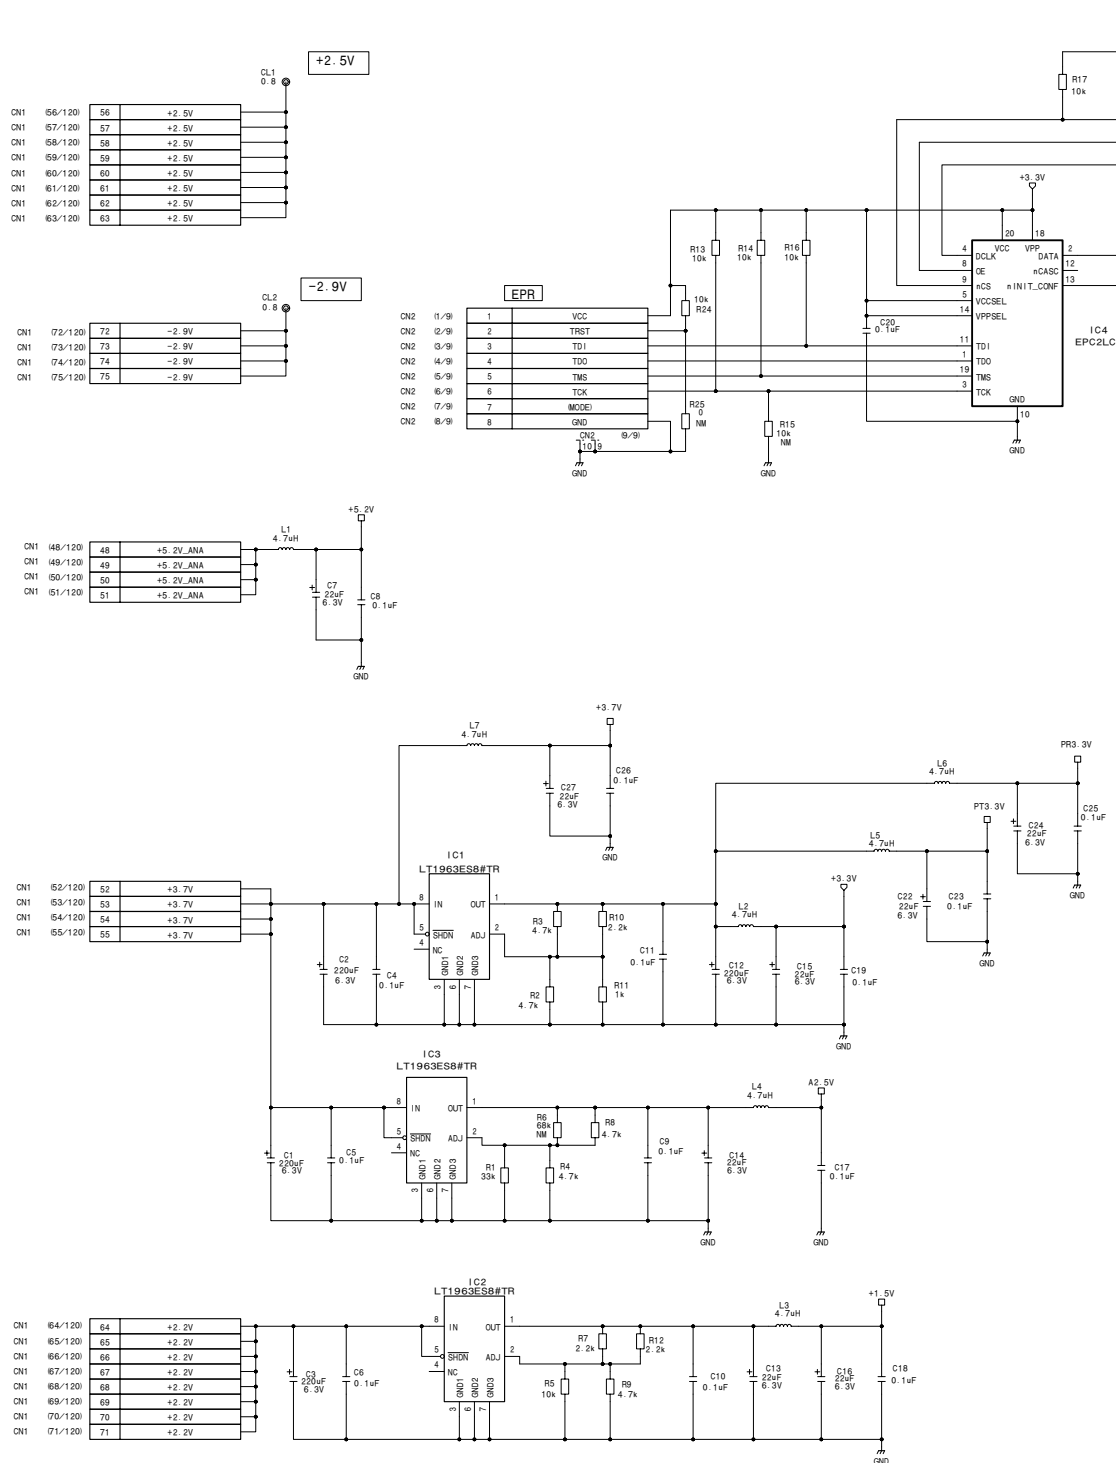 +2.5V
CL1
0.8
CN1 (56/120) 56 +2.5V
CN1 (57/120) 57 +2.5V
CN1 (58/120) 58 +2.5V
CN1 (59/120) 59 +2.5V
CN1 (60/120) 60 +2.5V
CN1 (61/120) 61 +2.5V
CN1 (62/120) 62 +2.5V
CN1 (63/120) 63 +2.5V
-2.9V
CL2
0.8
CN1 (72/120) 72 -2.9V
CN1 (73/120) 73 -2.9V
CN1 (74/120) 74 -2.9V
CN1 (75/120) 75 -2.9V
R17
10k
+3.3V
R13
10k
R14
10k
R16
10k
20 18
VCC VPP
4 DCLK DATA 2
8 OE nCASC 12
9 nCS nINIT_CONF 13
5 VCCSEL
14 VPPSEL
11 TDI
1 TDO
19 TMS
3 TCK
GND
10
GND
IC4
EPC2LC
C20
0.1uF
EPR
10k
R24
CN2 (1/9) 1 VCC
CN2 (2/9) 2 TRST
CN2 (3/9) 3 TDI
CN2 (4/9) 4 TDO
CN2 (5/9) 5 TMS
CN2 (6/9) 6 TCK
CN2 (7/9) 7 (MODE)
CN2 (8/9) 8 GND
CN2 (9/9)
10 9
GND
R25
0
NM
R15
10k
NM
GND
+5.2V
L1
4.7uH
CN1 (48/120) 48 +5.2V_ANA
CN1 (49/120) 49 +5.2V_ANA
CN1 (50/120) 50 +5.2V_ANA
CN1 (51/120) 51 +5.2V_ANA
+ C7
22uF
6.3V
C8
0.1uF
GND
+3.7V
L7
4.7uH
+ C27
22uF
6.3V
C26
0.1uF
GND
PR3.3V
L6
4.7uH
+ C24
22uF
6.3V
C25
0.1uF
GND
PT3.3V
L5
4.7uH
C22 +
22uF
6.3V
C23
0.1uF
GND
CN1 (52/120) 52 +3.7V
CN1 (53/120) 53 +3.7V
CN1 (54/120) 54 +3.7V
CN1 (55/120) 55 +3.7V
IC1
LT1963ES8#TR
8 IN OUT 1
5 SHDN ADJ 2
4 NC
GND1 GND2 GND3
3 6 7
+ C2
220uF
6.3V
C4
0.1uF
R3
4.7k
R10
2.2k
R2
4.7k
R11
1k
C11
0.1uF
L2
4.7uH
+3.3V
+ C12
220uF
6.3V
+ C15
22uF
6.3V
C19
0.1uF
GND
IC3
LT1963ES8#TR
8 IN OUT 1
5 SHDN ADJ 2
4 NC
GND1 GND2 GND3
3 6 7
+ C1
220uF
6.3V
C5
0.1uF
R6
68k
NM
R8
4.7k
R1
33k
R4
4.7k
C9
0.1uF
+ C14
22uF
6.3V
L4
4.7uH
A2.5V
C17
0.1uF
GND
GND
IC2
LT1963ES8#TR
CN1 (64/120) 64 +2.2V
CN1 (65/120) 65 +2.2V
CN1 (66/120) 66 +2.2V
CN1 (67/120) 67 +2.2V
CN1 (68/120) 68 +2.2V
CN1 (69/120) 69 +2.2V
CN1 (70/120) 70 +2.2V
CN1 (71/120) 71 +2.2V
+ C3
220uF
6.3V
C6
0.1uF
8 IN OUT 1
5 SHDN ADJ 2
4 NC
GND1 GND2 GND3
3 6 7
R7
2.2k
R12
2.2k
R5
10k
R9
4.7k
C10
0.1uF
+ C13
22uF
6.3V
L3
4.7uH
+1.5V
+ C16
22uF
6.3V
C18
0.1uF
GND